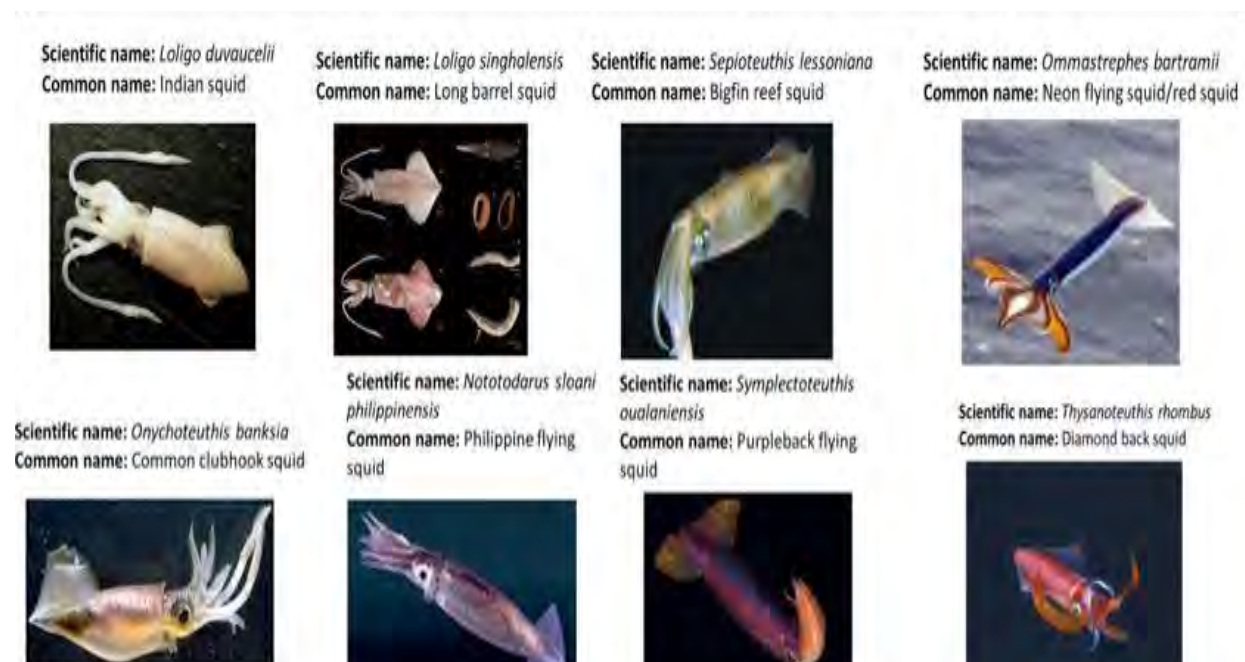 Scientific name: Loligo duvaucelii
Common name: Indian squid
Scientific name: Loligo singhalensis
Common name: Long barrel squid
Scientific name: Sepioteuthis lessoniana
Common name: Bigfin reef squid
Scientific name: Ommastrephes bartramii
Common name: Neon flying squid/red squid
Scientific name: Onychoteuthis banksia
Common name: Common clubhook squid
Scientific name: Nototodarus sloani
philippinensis
Common name: Philippine flying
squid
Scientific name: Symplectoteuthis
oualaniensis
Common name: Purpleback flying
squid
Scientific name: Thysanoteuthis rhombus
Common name: Diamond back squid